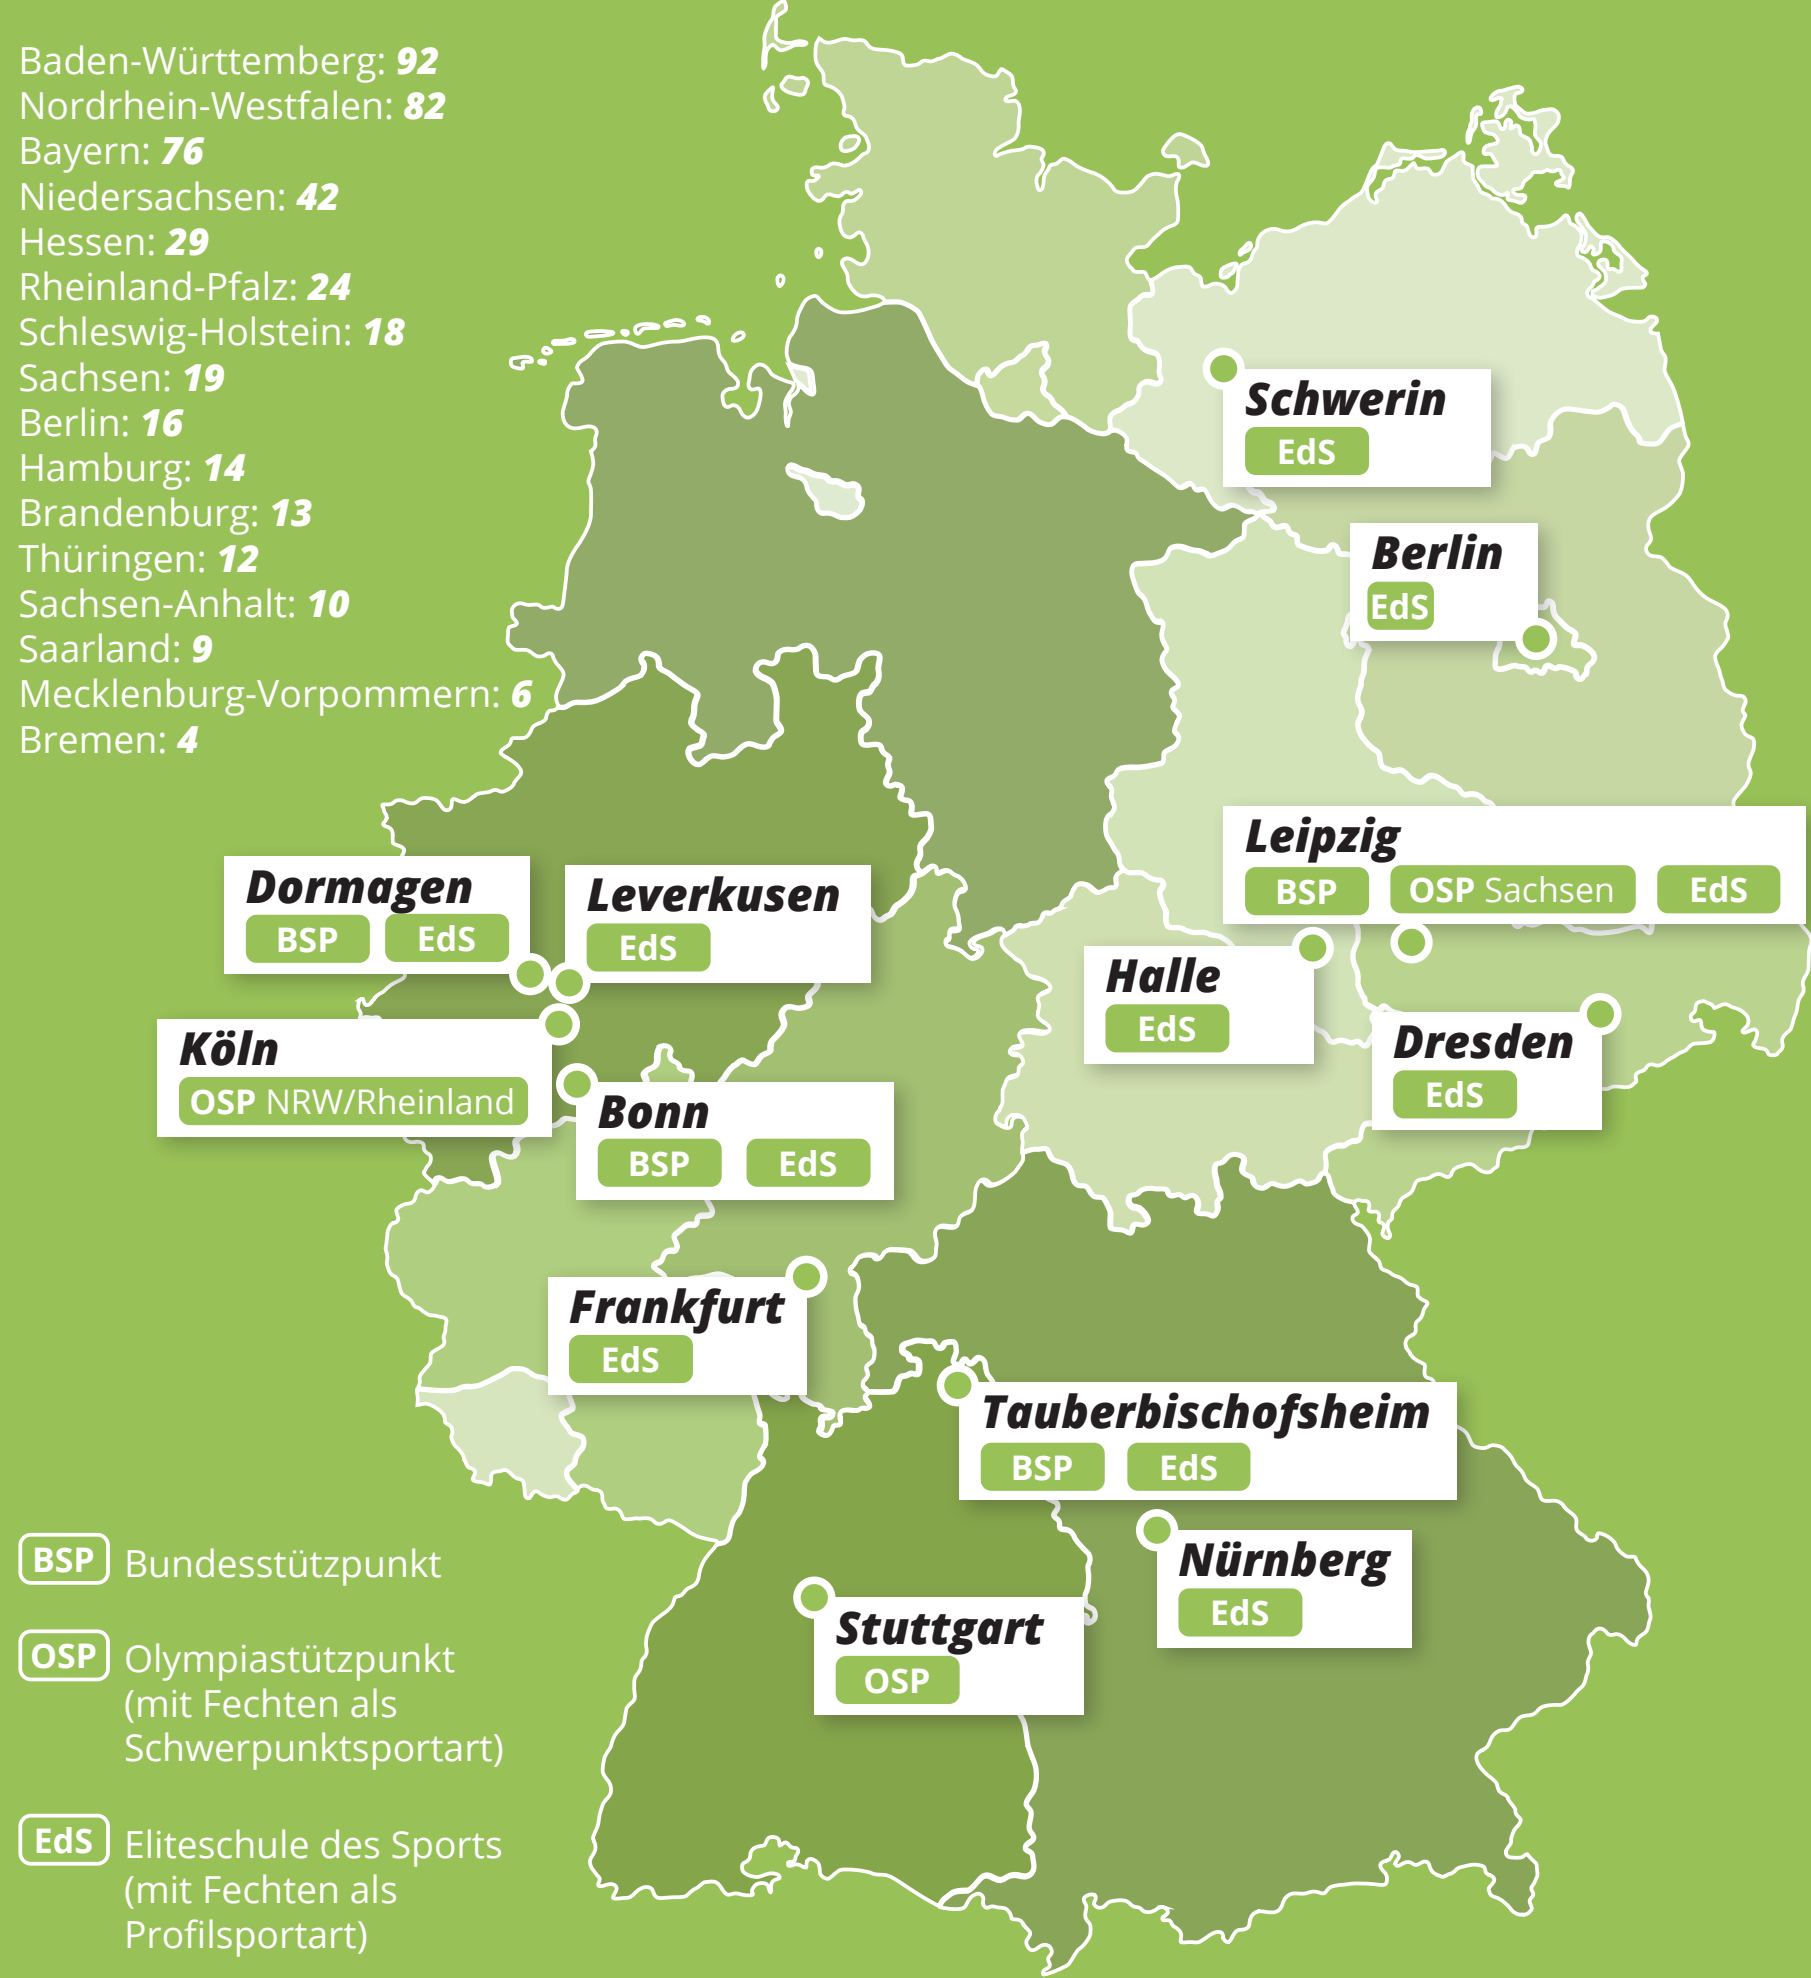 Baden-Württemberg: 92
Nordrhein-Westfalen: 82
Bayern: 76
Niedersachsen: 42
Hessen: 29
Rheinland-Pfalz: 24
Schleswig-Holstein: 18
Sachsen: 19
Berlin: 16
Hamburg: 14
Brandenburg: 13
Thüringen: 12
Sachsen-Anhalt: 10
Saarland: 9
Mecklenburg-Vorpommern: 6
Bremen: 4
Schwerin
EdS
Berlin
EdS
Leipzig
BSP OSP Sachsen EdS
Dormagen
BSP EdS
Leverkusen
EdS
Halle
EdS
Dresden
EdS
Köln
OSP NRW/Rheinland
Bonn
BSP EdS
Frankfurt
EdS
Tauberbischofsheim
BSP EdS
Nürnberg
EdS
Stuttgart
OSP
BSP Bundesstützpunkt
OSP Olympiastützpunkt
(mit Fechten als
Schwerpunktsportart)
EdS Eliteschule des Sports
(mit Fechten als
Profilsportart)